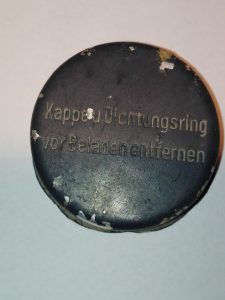 Kappe u Dichtungsring
vor Beladen entfernen